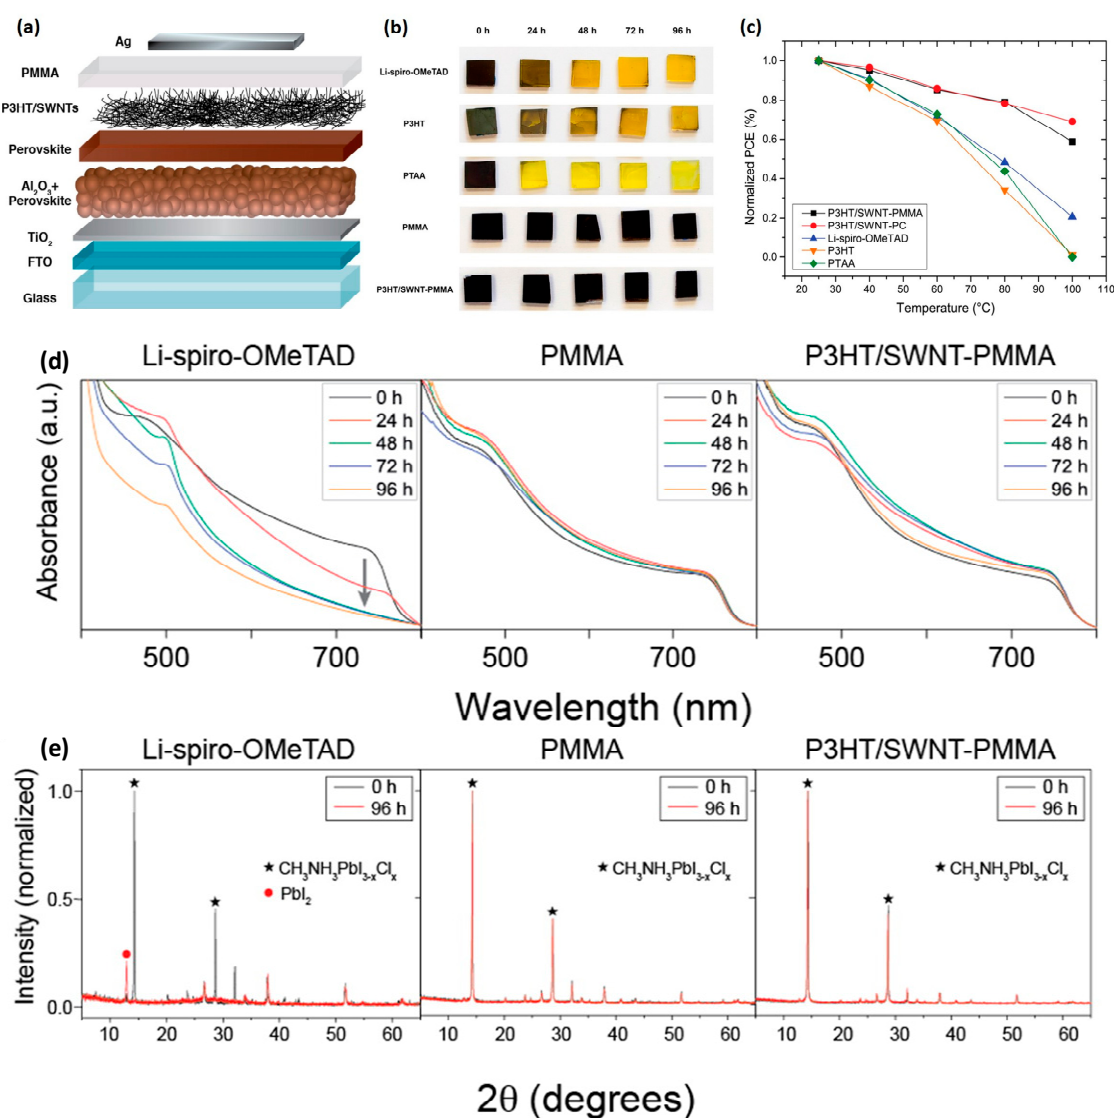 (a)
Ag
PMMA
P3HT/SWNTs
Perovskite
Al₂O₃+
Perovskite
TiO₂
FTO
Glass
(b)
0 h 24 h 48 h 72 h 96 h
Li-spiro-OMeTAD
P3HT
PTAA
PMMA
P3HT/SWNT-PMMA
(c)
Normalized PCE (%)
1.0
0.8
0.6
0.4
0.2
0.0
P3HT/SWNT-PMMA
P3HT/SWNT-PC
Li-spiro-OMeTAD
P3HT
PTAA
20 30 40 50 60 70 80 90 100 110
Temperature (°C)
(d)
Li-spiro-OMeTAD PMMA P3HT/SWNT-PMMA
Absorbance (a.u.)
0 h
24 h
48 h
72 h
96 h
0 h
24 h
48 h
72 h
96 h
0 h
24 h
48 h
72 h
96 h
500 700 500 700 500 700
Wavelength (nm)
(e)
Li-spiro-OMeTAD PMMA P3HT/SWNT-PMMA
Intensity (normalized)
1.0
0.5
0.0
0 h
96 h
★ CH₃NH₃PbI₃₋ₓClₓ
● PbI₂
0 h
96 h
★ CH₃NH₃PbI₃₋ₓClₓ
0 h
96 h
★ CH₃NH₃PbI₃₋ₓClₓ
10 20 30 40 50 60 10 20 30 40 50 60 10 20 30 40 50 60
2θ (degrees)